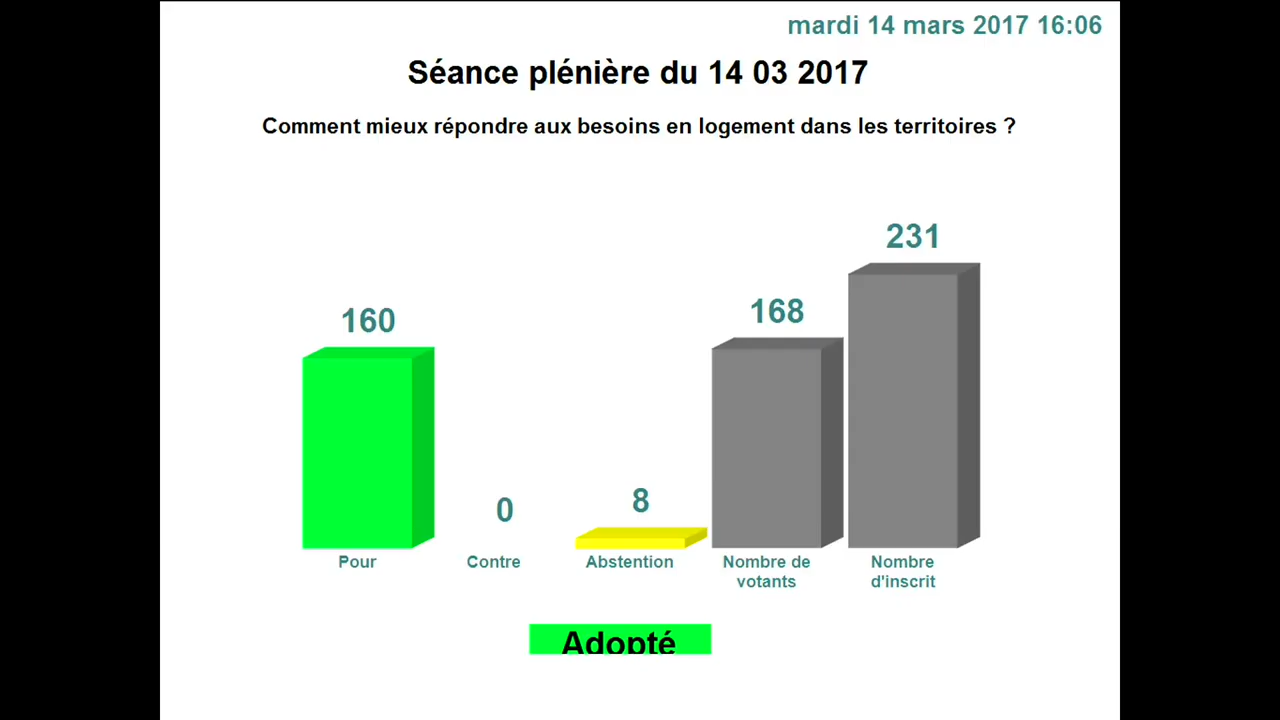 mardi 14 mars 2017 16:06
Séance plénière du 14 03 2017
Comment mieux répondre aux besoins en logement dans les territoires ?
231
160
168
0
8
Pour
Contre
Abstention
Nombre de
votants
Nombre
d'inscrit
Adopté